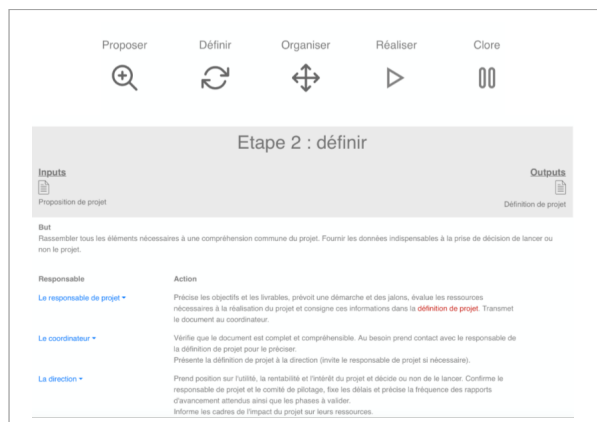 Proposer Définir Organiser Réaliser Clore
Etape 2 : définir
Inputs Outputs
Proposition de projet Définition de projet
But
Rassembler tous les éléments nécessaires à une compréhension commune du projet. Fournir les données indispensables à la prise de décision de lancer ou
non le projet.
Responsable Action
Le responsable de projet Précise les objectifs et les livrables, prévoit une démarche et des jalons, évalue les ressources
nécessaires à la réalisation du projet et consigne ces informations dans la définition de projet. Transmet
le document au coordinateur.
Le coordinateur Vérifie que le document est complet et compréhensible. Au besoin prend contact avec le responsable de
la définition de projet pour le préciser.
Présente la définition de projet à la direction (invite le responsable de projet si nécessaire).
La direction Prend position sur l'utilité, la rentabilité et l'intérêt du projet et décide ou non de le lancer. Confirme le
responsable de projet et le comité de pilotage, fixe les délais et précise la fréquence des rapports
d'avancement attendus ainsi que les phases à valider.
Informe les cadres de l'impact du projet sur leurs ressources.